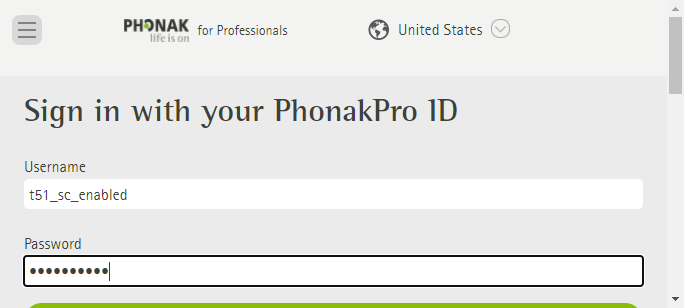 PHONAK
life is on
for Professionals
United States
Sign in with your PhonakPro ID
Username
t51_sc_enabled
Password
••••••••••